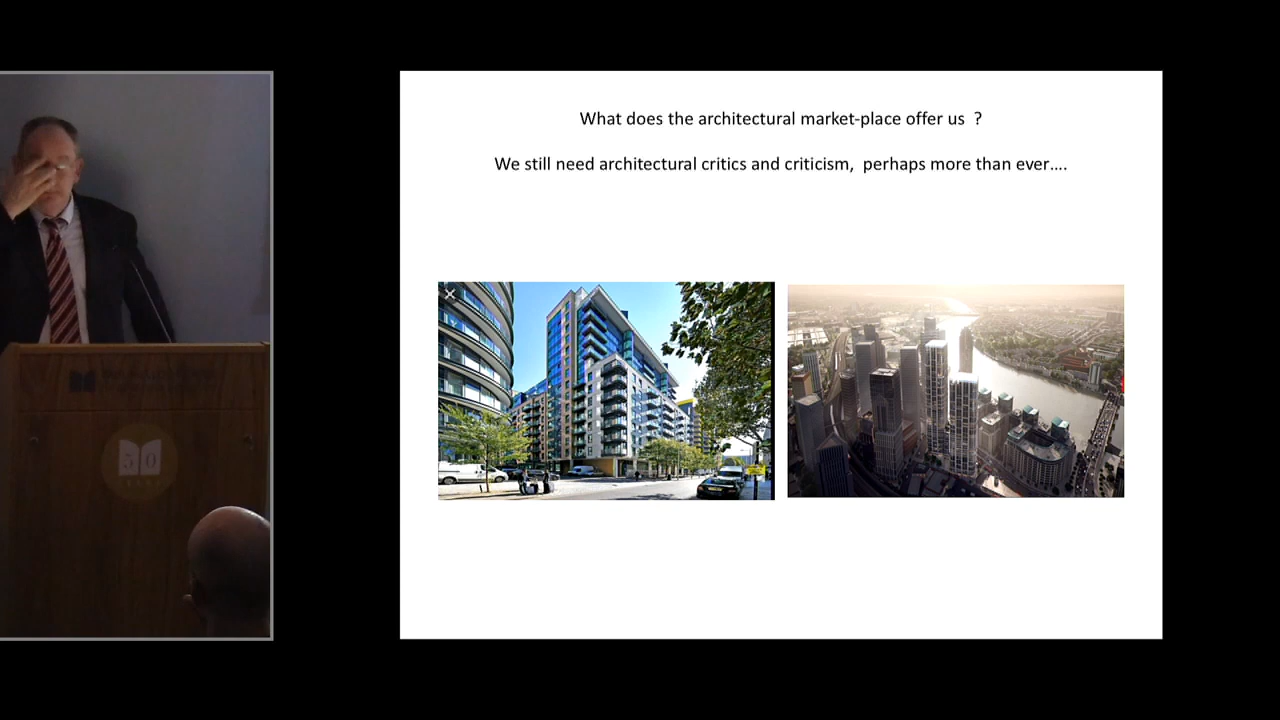 What does the architectural market-place offer us  ?
We still need architectural critics and criticism,  perhaps more than ever….
50